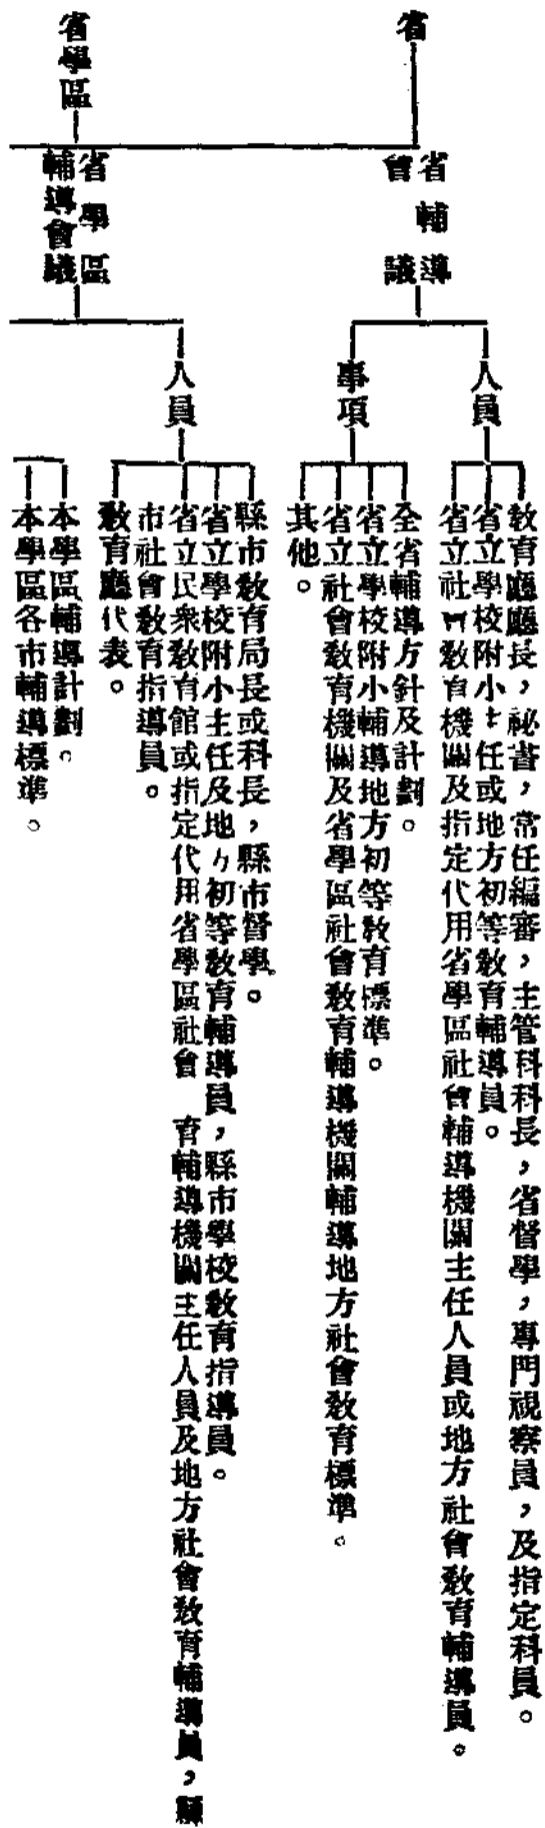 省
省輔導
會議
人員
教育廳廳長，祕書，常任編審，主管科科長，省督學，專門視察員，及指定科員。
省立學校附小主任或地方初等教育輔導員。
省立社會教育機關及指定代用省學區社會輔導機關主任人員或地方社會教育輔導員。
事項
全省輔導方針及計劃。
省立學校附小輔導地方初等教育標準。
省立社會教育機關及省學區社會教育輔導機關輔導地方社會教育標準。
其他。
省學區
省學區
輔導會議
人員
縣市教育局長或科長，縣市督學。
省立學校附小主任及地方初等教育輔導員，縣市學校教育指導員。
省立民衆教育館或指定代用省學區社會 育輔導機關主任人員及地方社會教育輔導員，縣
市社會教育指導員。
教育廳代表。
本學區輔導計劃。
本學區各市輔導標準。